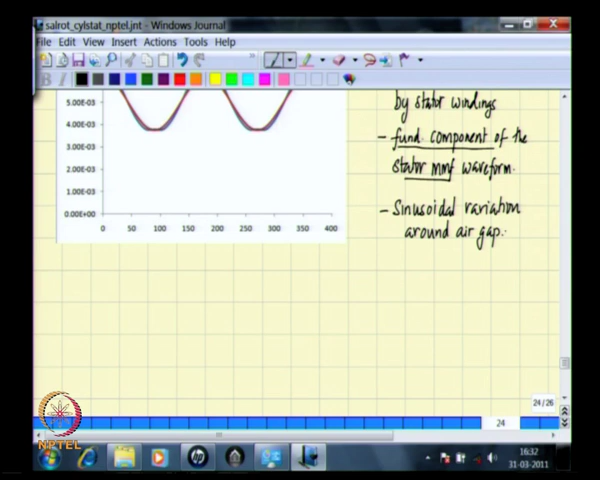 salrot_cylstat_nptel.jnt - Windows Journal
File Edit View Insert Actions Tools Help
5.00E-03
4.00E-03
3.00E-03
2.00E-03
1.00E-03
0.00E+00
0 50 100 150 200 250 300 350 400
by stator windings
- fund. component of the
stator mmf waveform.
- Sinusoidal variation
around air gap.
24/26
24
NPTEL
16:32
31-03-2011